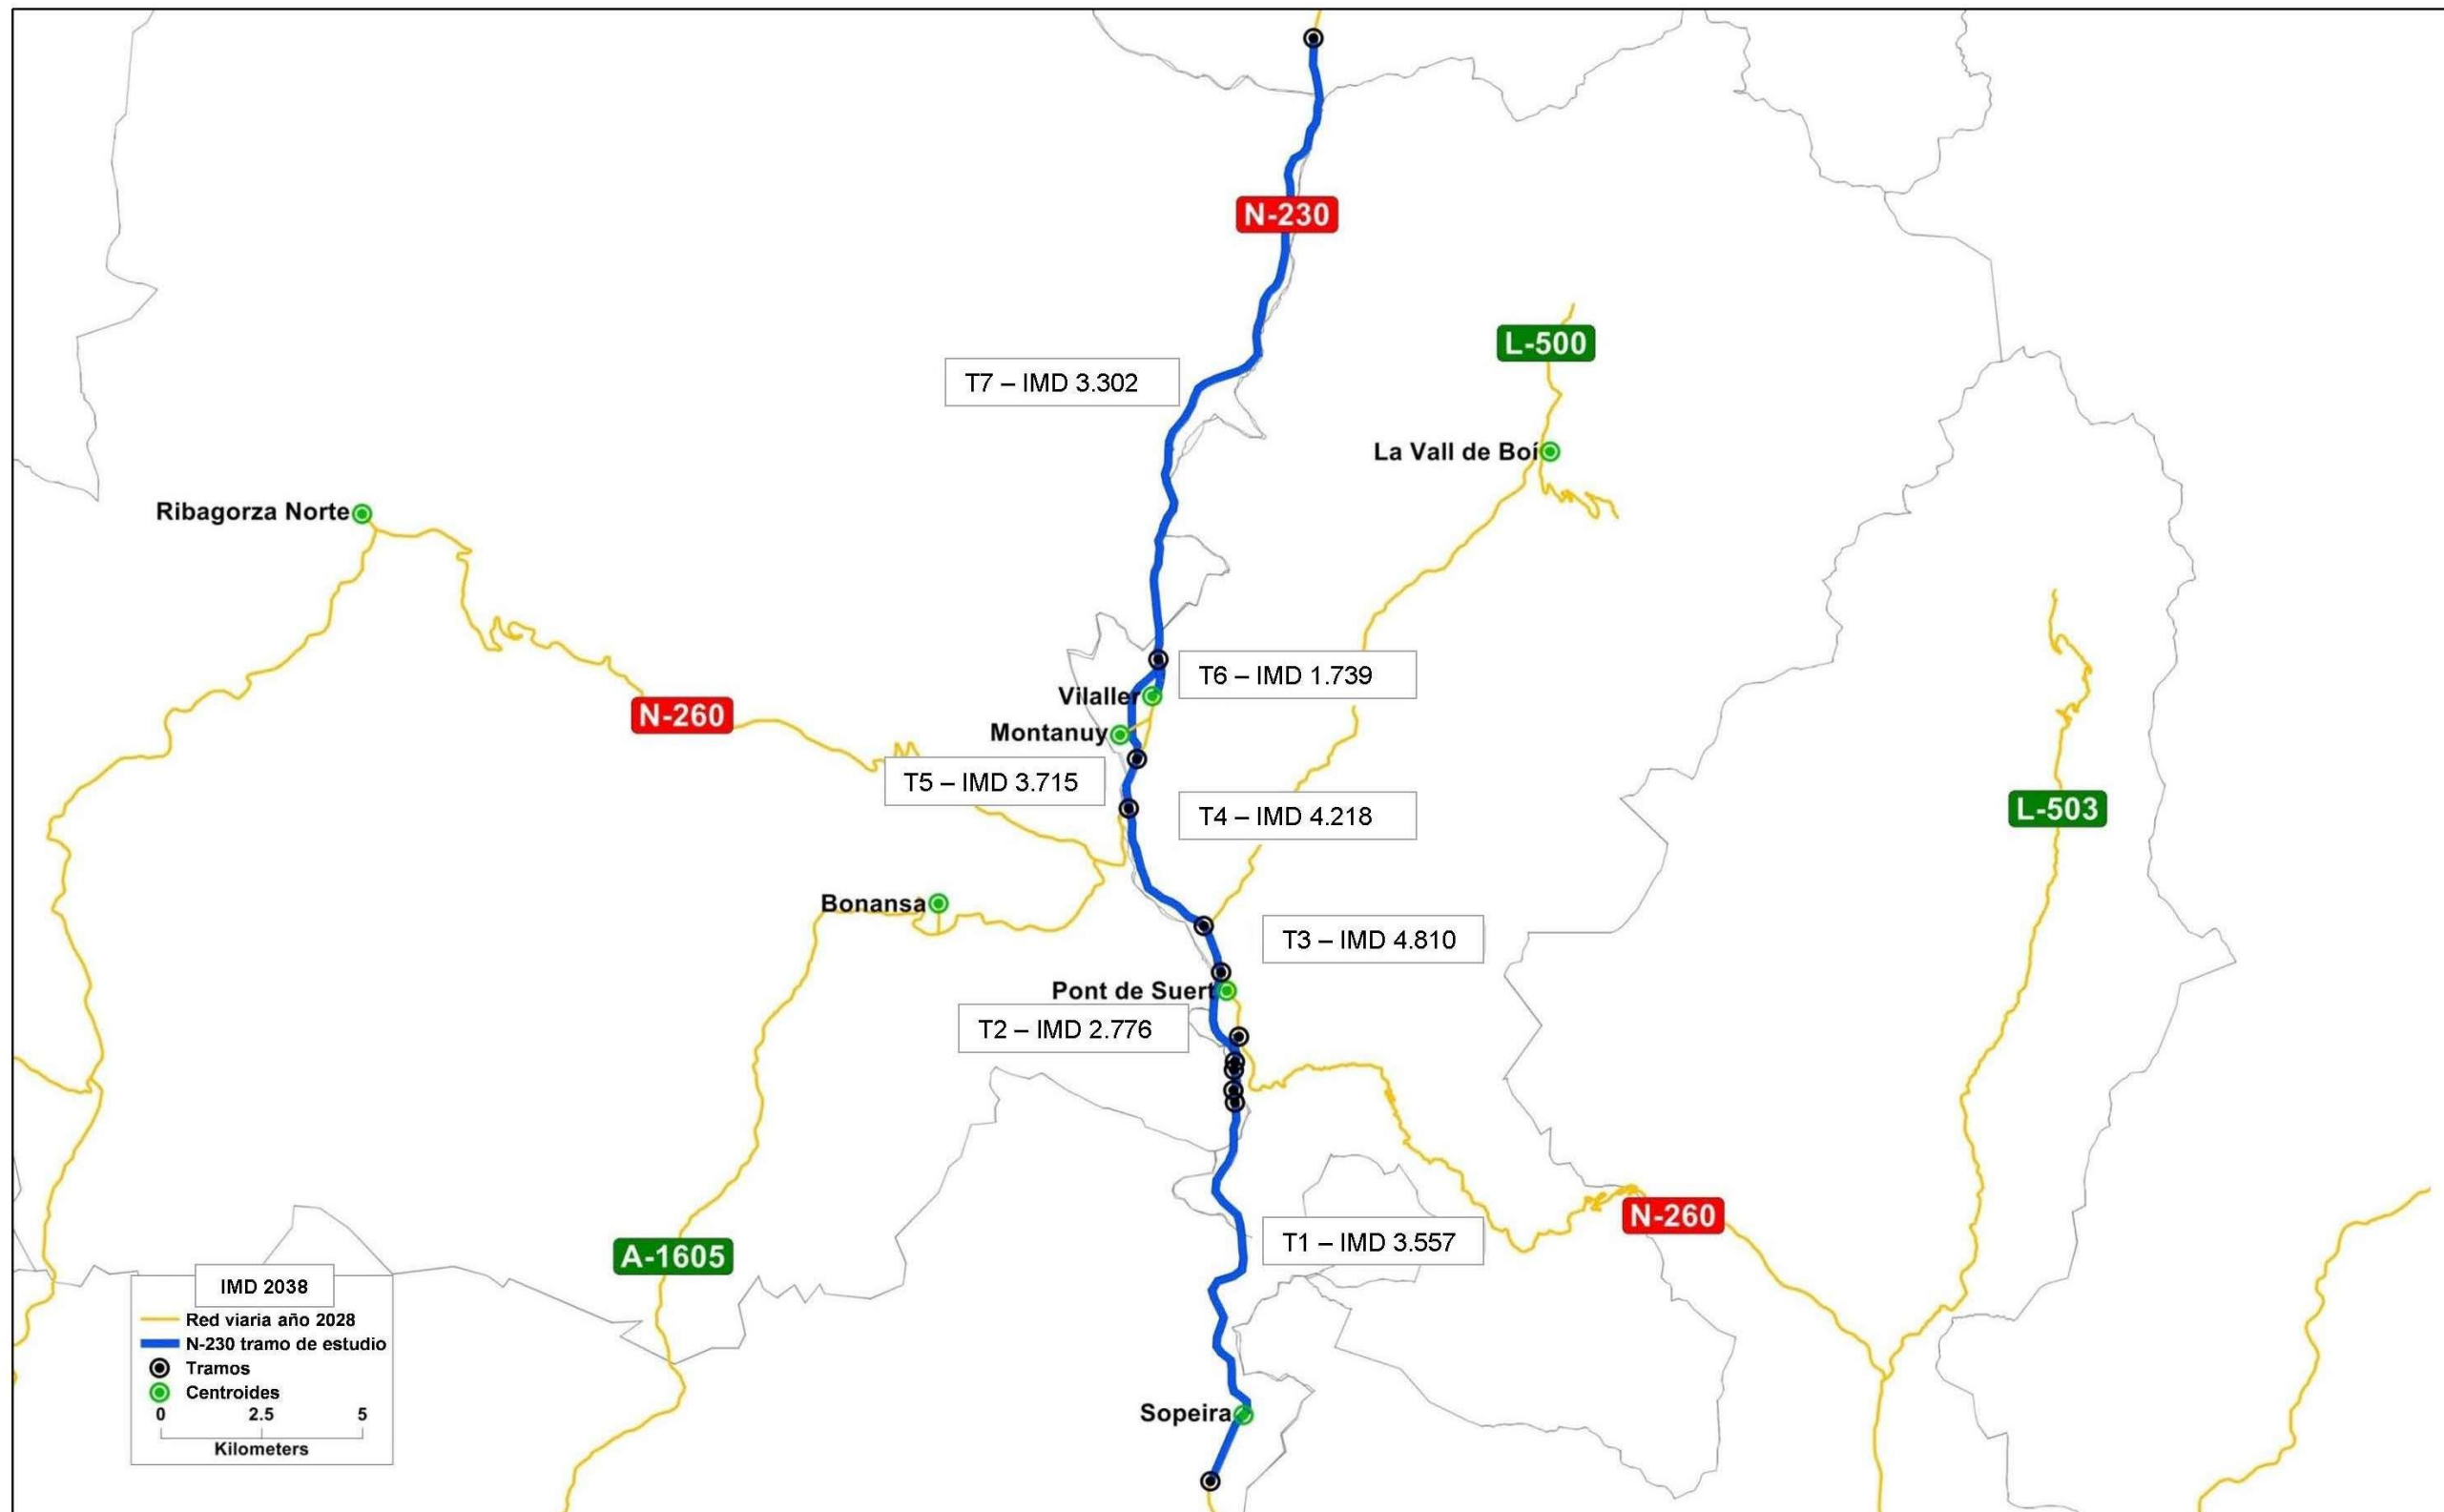 N-230
L-500
T7 – IMD 3.302
La Vall de Boí
Ribagorza Norte
T6 – IMD 1.739
Vilaller
N-260
Montanuy
T5 – IMD 3.715
T4 – IMD 4.218
L-503
Bonansa
T3 – IMD 4.810
Pont de Suert
T2 – IMD 2.776
N-260
T1 – IMD 3.557
A-1605
IMD 2038
Red viaria año 2028
N-230 tramo de estudio
Tramos
Centroides
0 2.5 5
Kilometers
Sopeira